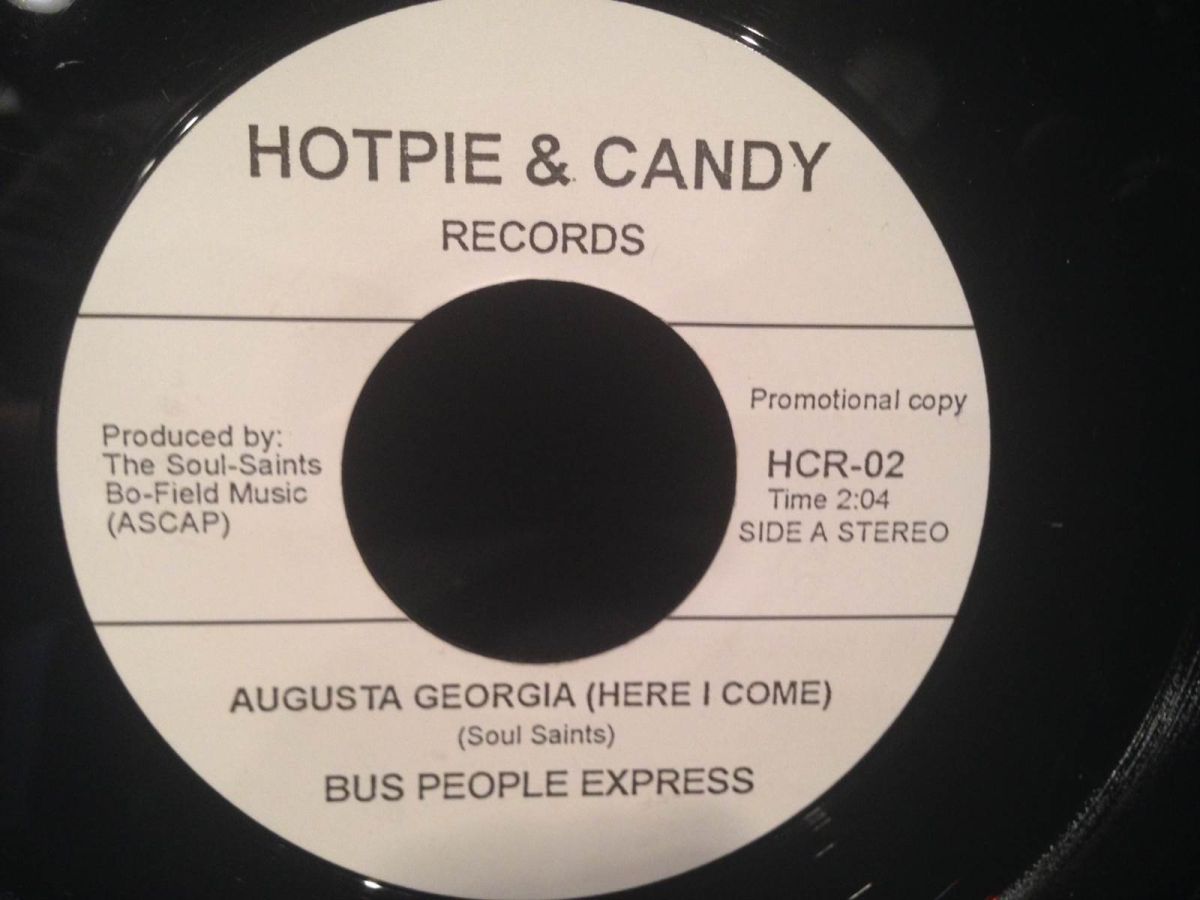 HOTPIE & CANDY
RECORDS
Produced by:
The Soul-Saints
Bo-Field Music
(ASCAP)
Promotional copy
HCR-02
Time 2:04
SIDE A STEREO
AUGUSTA GEORGIA (HERE I COME)
(Soul Saints)
BUS PEOPLE EXPRESS